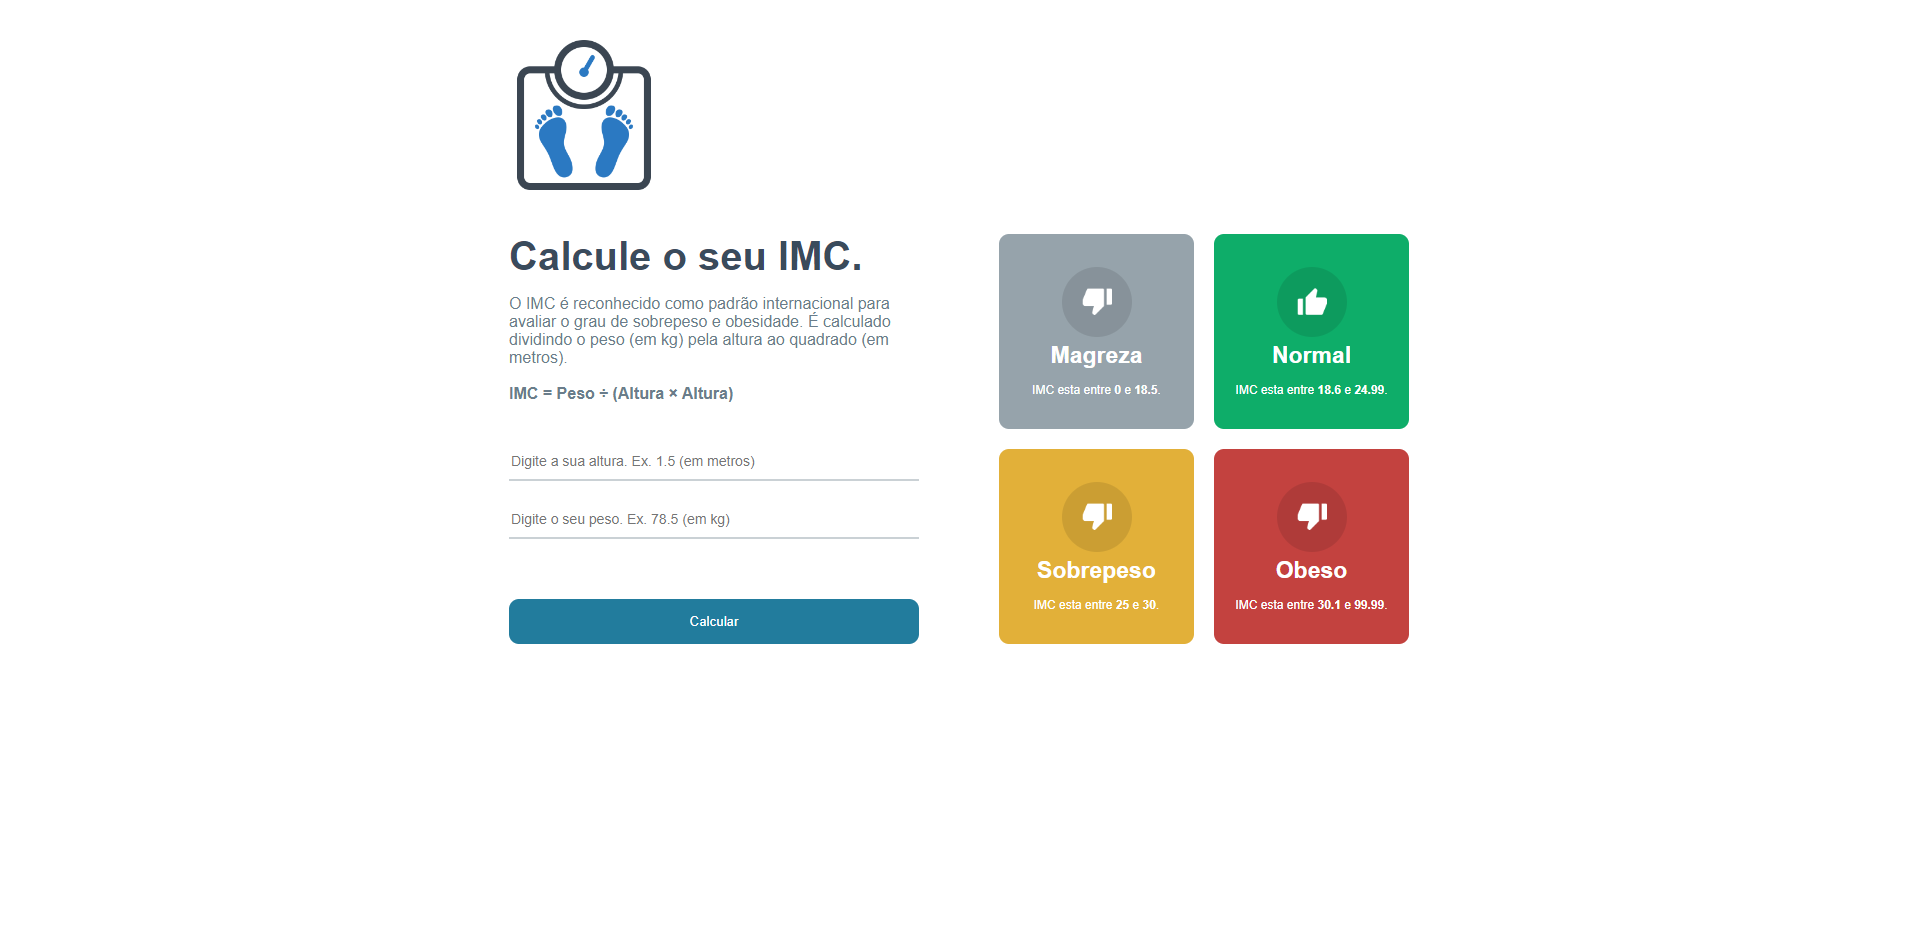 Calcule o seu IMC.
O IMC é reconhecido como padrão internacional para
avaliar o grau de sobrepeso e obesidade. É calculado
dividindo o peso (em kg) pela altura ao quadrado (em
metros).
IMC = Peso ÷ (Altura × Altura)
Digite a sua altura. Ex. 1.5 (em metros)
Digite o seu peso. Ex. 78.5 (em kg)
Calcular
Magreza
IMC esta entre 0 e 18.5.
Normal
IMC esta entre 18.6 e 24.99.
Sobrepeso
IMC esta entre 25 e 30.
Obeso
IMC esta entre 30.1 e 99.99.